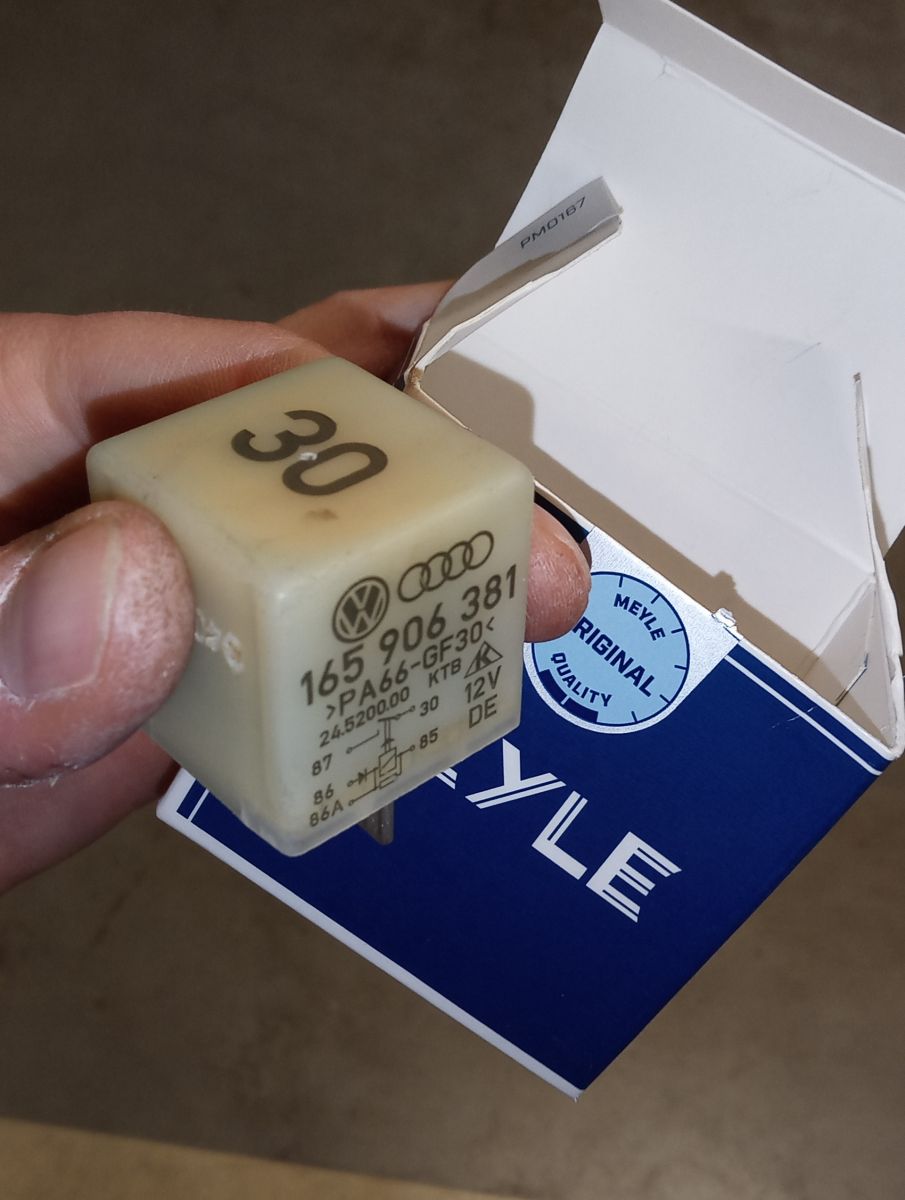 PM0167
30
165 906 381
>PA66-GF30<
24.5200.00 KTB
12V
DE
30
87
85
86
86A
MEYLE
ORIGINAL
QUALITY
EYLE